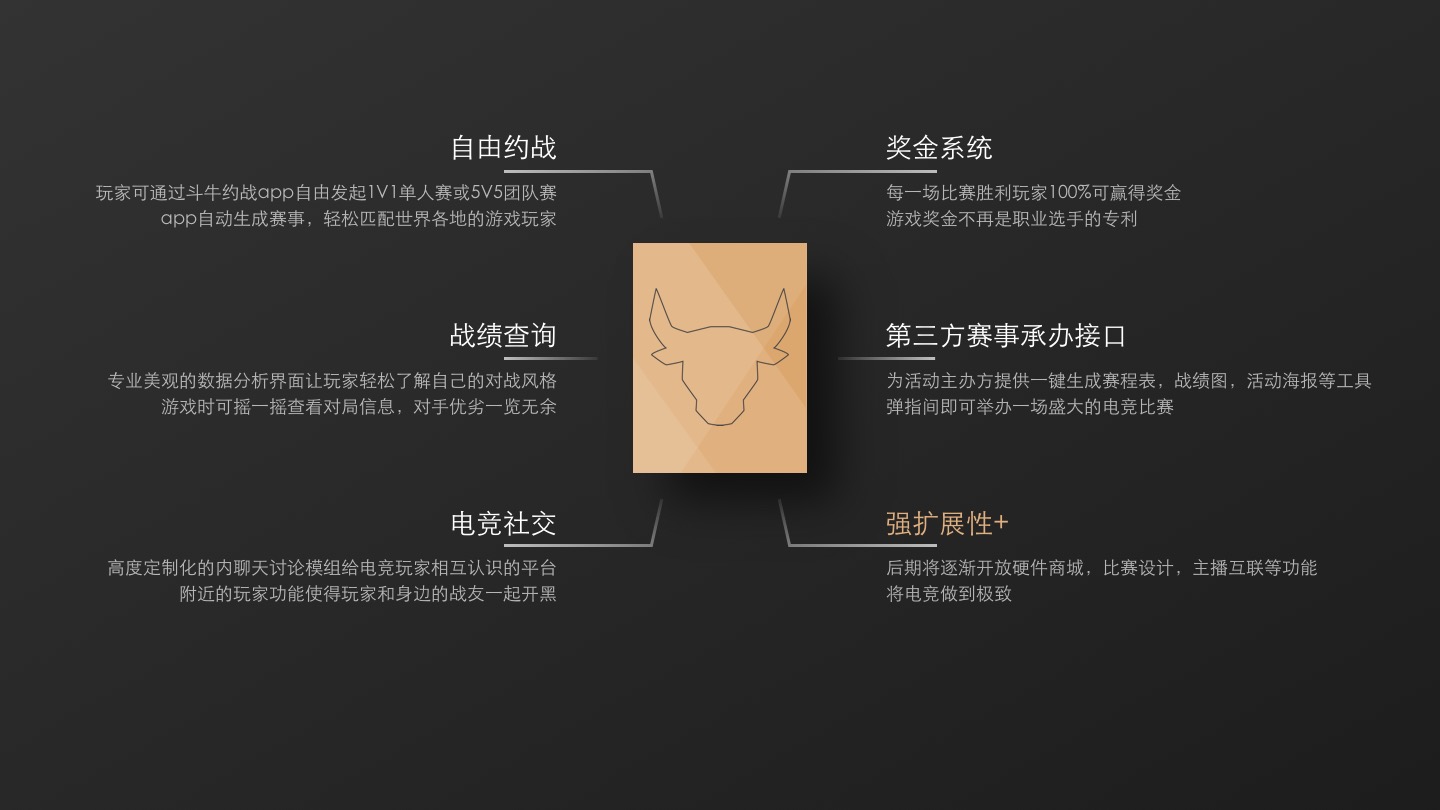 自由约战
玩家可通过斗牛约战app自由发起1V1单人赛或5V5团队赛
app自动生成赛事，轻松匹配世界各地的游戏玩家
战绩查询
专业美观的数据分析界面让玩家轻松了解自己的对战风格
游戏时可摇一摇查看对局信息，对手优劣一览无余
电竞社交
高度定制化的内聊天讨论模组给电竞玩家相互认识的平台
附近的玩家功能使得玩家和身边的战友一起开黑
奖金系统
每一场比赛胜利玩家100%可赢得奖金
游戏奖金不再是职业选手的专利
第三方赛事承办接口
为活动主办方提供一键生成赛程表，战绩图，活动海报等工具
弹指间即可举办一场盛大的电竞比赛
强扩展性+
后期将逐渐开放硬件商城，比赛设计，主播互联等功能
将电竞做到极致